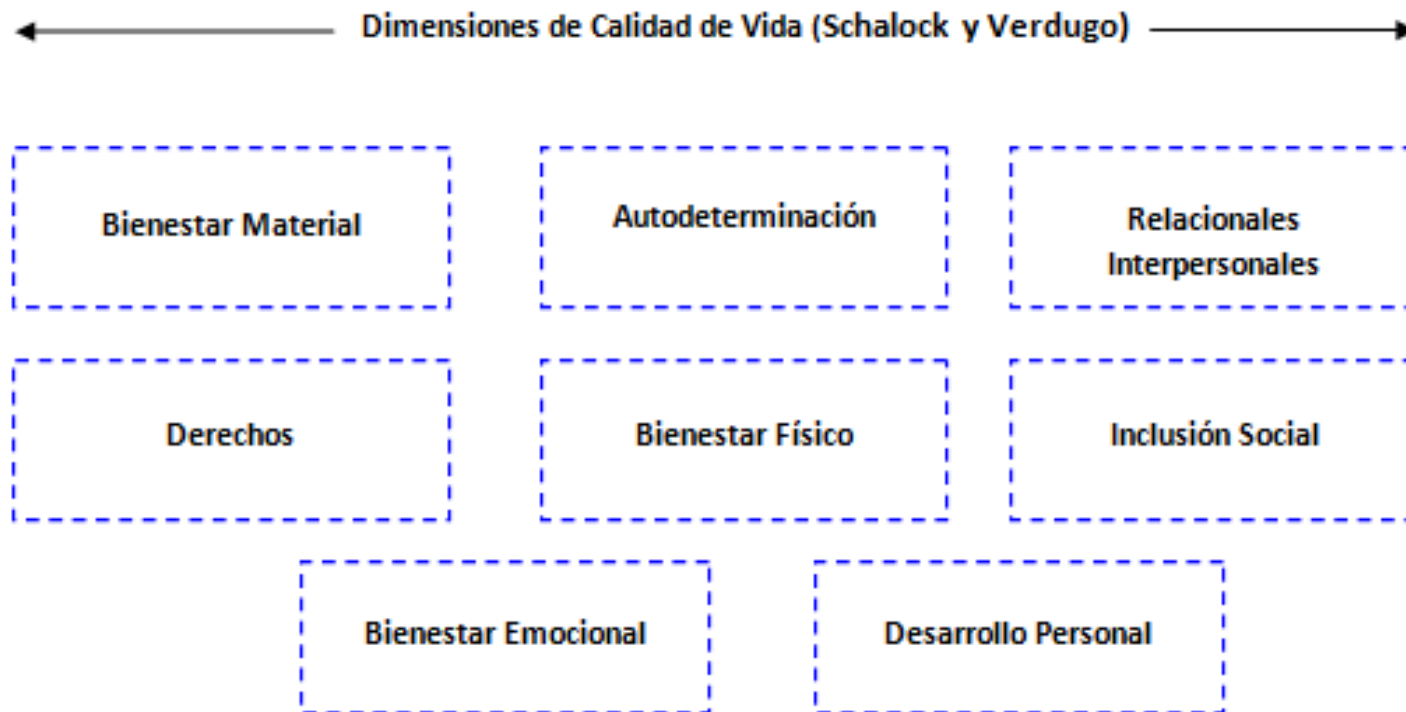 Dimensiones de Calidad de Vida (Schalock y Verdugo)
Bienestar Material
Autodeterminación
Relacionales
Interpersonales
Derechos
Bienestar Físico
Inclusión Social
Bienestar Emocional
Desarrollo Personal